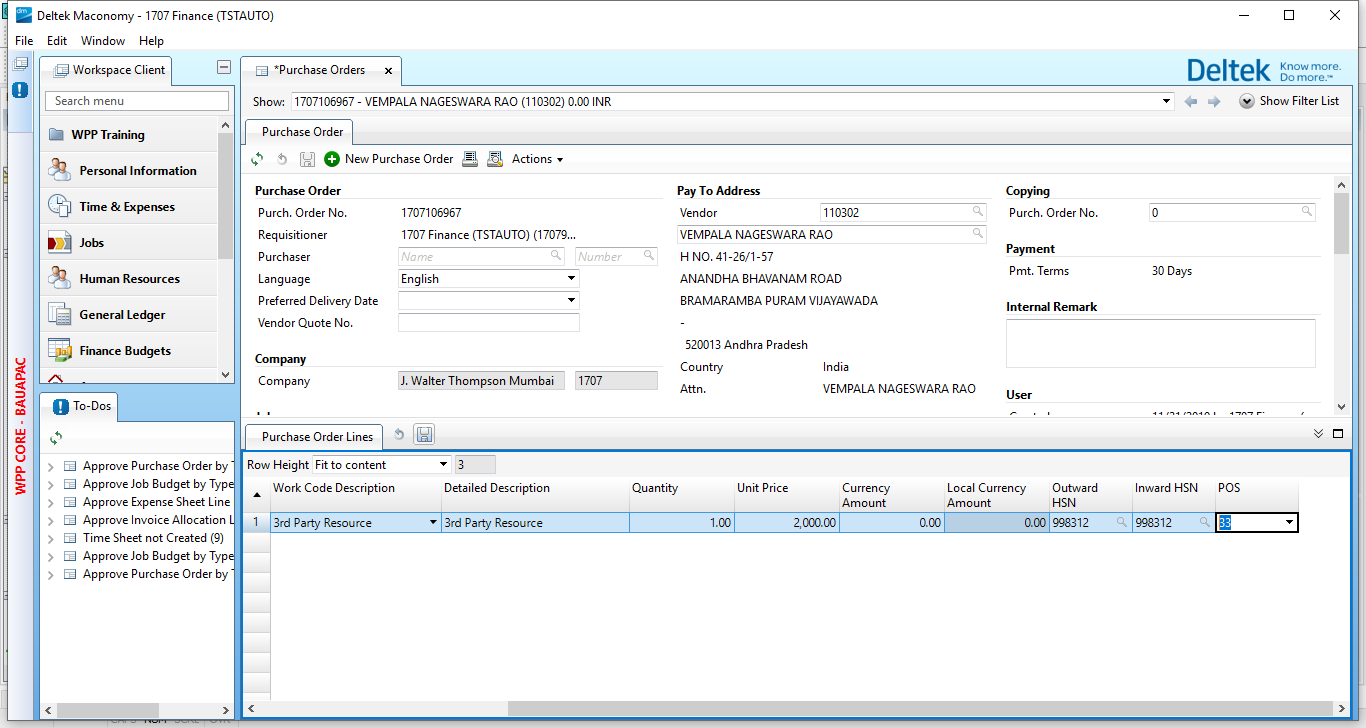 Deltek Maconomy - 1707 Finance (TSTAUTO)
File Edit Window Help
Workspace Client
Search menu
WPP Training
Personal Information
Time & Expenses
Jobs
Human Resources
General Ledger
Finance Budgets
WPP CORE - BAUAPAC
To-Dos
Approve Purchase Order by
Approve Job Budget by Type
Approve Expense Sheet Line
Approve Invoice Allocation L
Time Sheet not Created (9)
Approve Job Budget by Type
Approve Purchase Order by
*Purchase Orders
Deltek Know more.
Do more.™
Show: 1707106967 - VEMPALA NAGESWARA RAO (110302) 0.00 INR Show Filter List
Purchase Order
New Purchase Order Actions
Purchase Order
Purch. Order No. 1707106967
Requisitioner 1707 Finance (TSTAUTO) (17079...
Purchaser Name Number
Language English
Preferred Delivery Date
Vendor Quote No.
Company
Company J. Walter Thompson Mumbai 1707
Pay To Address
Vendor 110302
VEMPALA NAGESWARA RAO
H NO. 41-26/1-57
ANANDHA BHAVANAM ROAD
BRAMARAMBA PURAM VIJAYAWADA
-
520013 Andhra Pradesh
Country India
Attn. VEMPALA NAGESWARA RAO
Copying
Purch. Order No. 0
Payment
Pmt. Terms 30 Days
Internal Remark
User
Purchase Order Lines
Row Height Fit to content 3
Work Code Description Detailed Description Quantity Unit Price Currency Amount Local Currency Amount Outward HSN Inward HSN POS
1 3rd Party Resource 3rd Party Resource 1.00 2,000.00 0.00 0.00 998312 998312 33